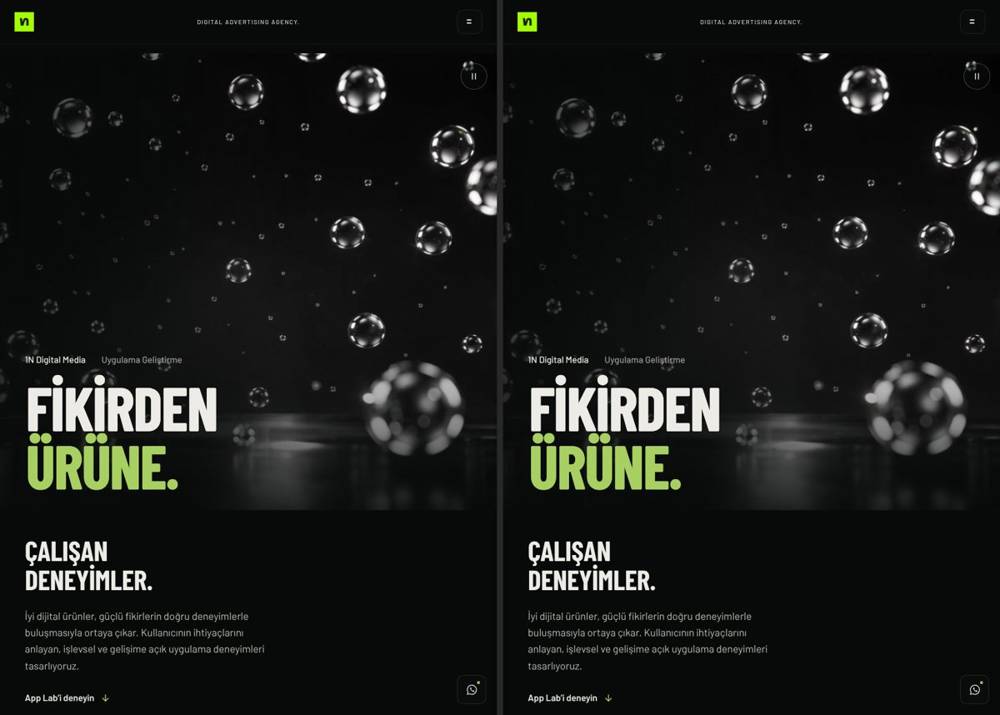 DIGITAL ADVERTISING AGENCY.
1N Digital Media Uygulama Geliştirme
FİKİRDEN
ÜRÜNE.
ÇALIŞAN
DENEYİMLER.
İyi dijital ürünler, güçlü fikirlerin doğru deneyimlerle
buluşmasıyla ortaya çıkar. Kullanıcının ihtiyaçlarını
anlayan, işlevsel ve gelişime açık uygulama deneyimleri
tasarlıyoruz.
App Lab'i deneyin
DIGITAL ADVERTISING AGENCY.
1N Digital Media Uygulama Geliştirme
FİKİRDEN
ÜRÜNE.
ÇALIŞAN
DENEYİMLER.
İyi dijital ürünler, güçlü fikirlerin doğru deneyimlerle
buluşmasıyla ortaya çıkar. Kullanıcının ihtiyaçlarını
anlayan, işlevsel ve gelişime açık uygulama deneyimleri
tasarlıyoruz.
App Lab'i deneyin